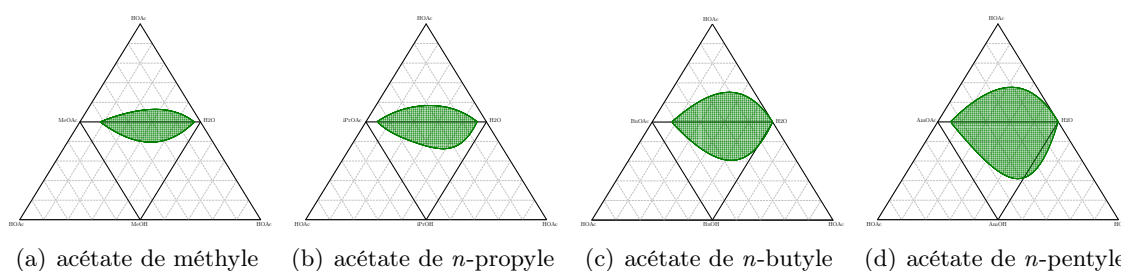 HOAc HOAc HOAc HOAc
MeOAc H2O iPrOAc H2O BuOAc H2O AmOAc H2O
HOAc MeOH HOAc HOAc iPrOH HOAc HOAc BuOH HOAc HOAc AmOH HO
(a) acétate de méthyle (b) acétate de n-propyle (c) acétate de n-butyle (d) acétate de n-pentyle